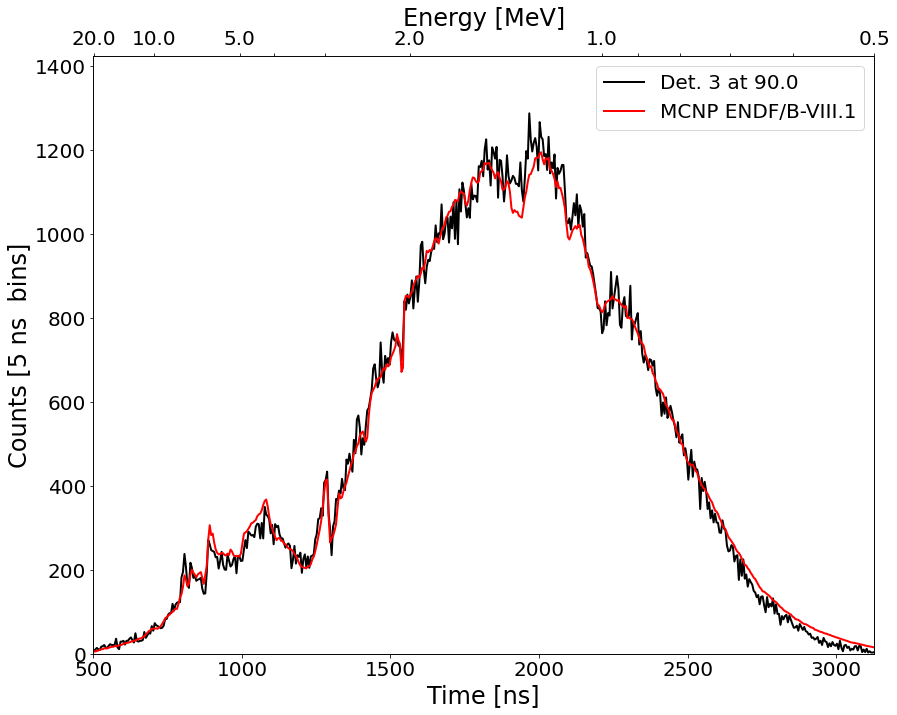 Energy [MeV]
20.0 10.0 5.0 2.0 1.0 0.5
Det. 3 at 90.0
MCNP ENDF/B-VIII.1
Counts [5 ns  bins]
1400
1200
1000
800
600
400
200
0
500 1000 1500 2000 2500 3000
Time [ns]